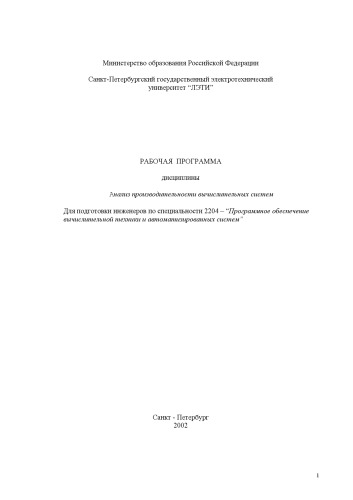 Министерство образования Российской Федерации
Санкт-Петербургский государственный электротехнический
университет “ЛЭТИ”
РАБОЧАЯ ПРОГРАММА
дисциплины
Анализ производительности вычислительных систем
Для подготовки инженеров по специальности 2204 – “Програмное обеспечение
вычислительной техники и автоматизированных систем”
Санкт - Петербург
2002
1